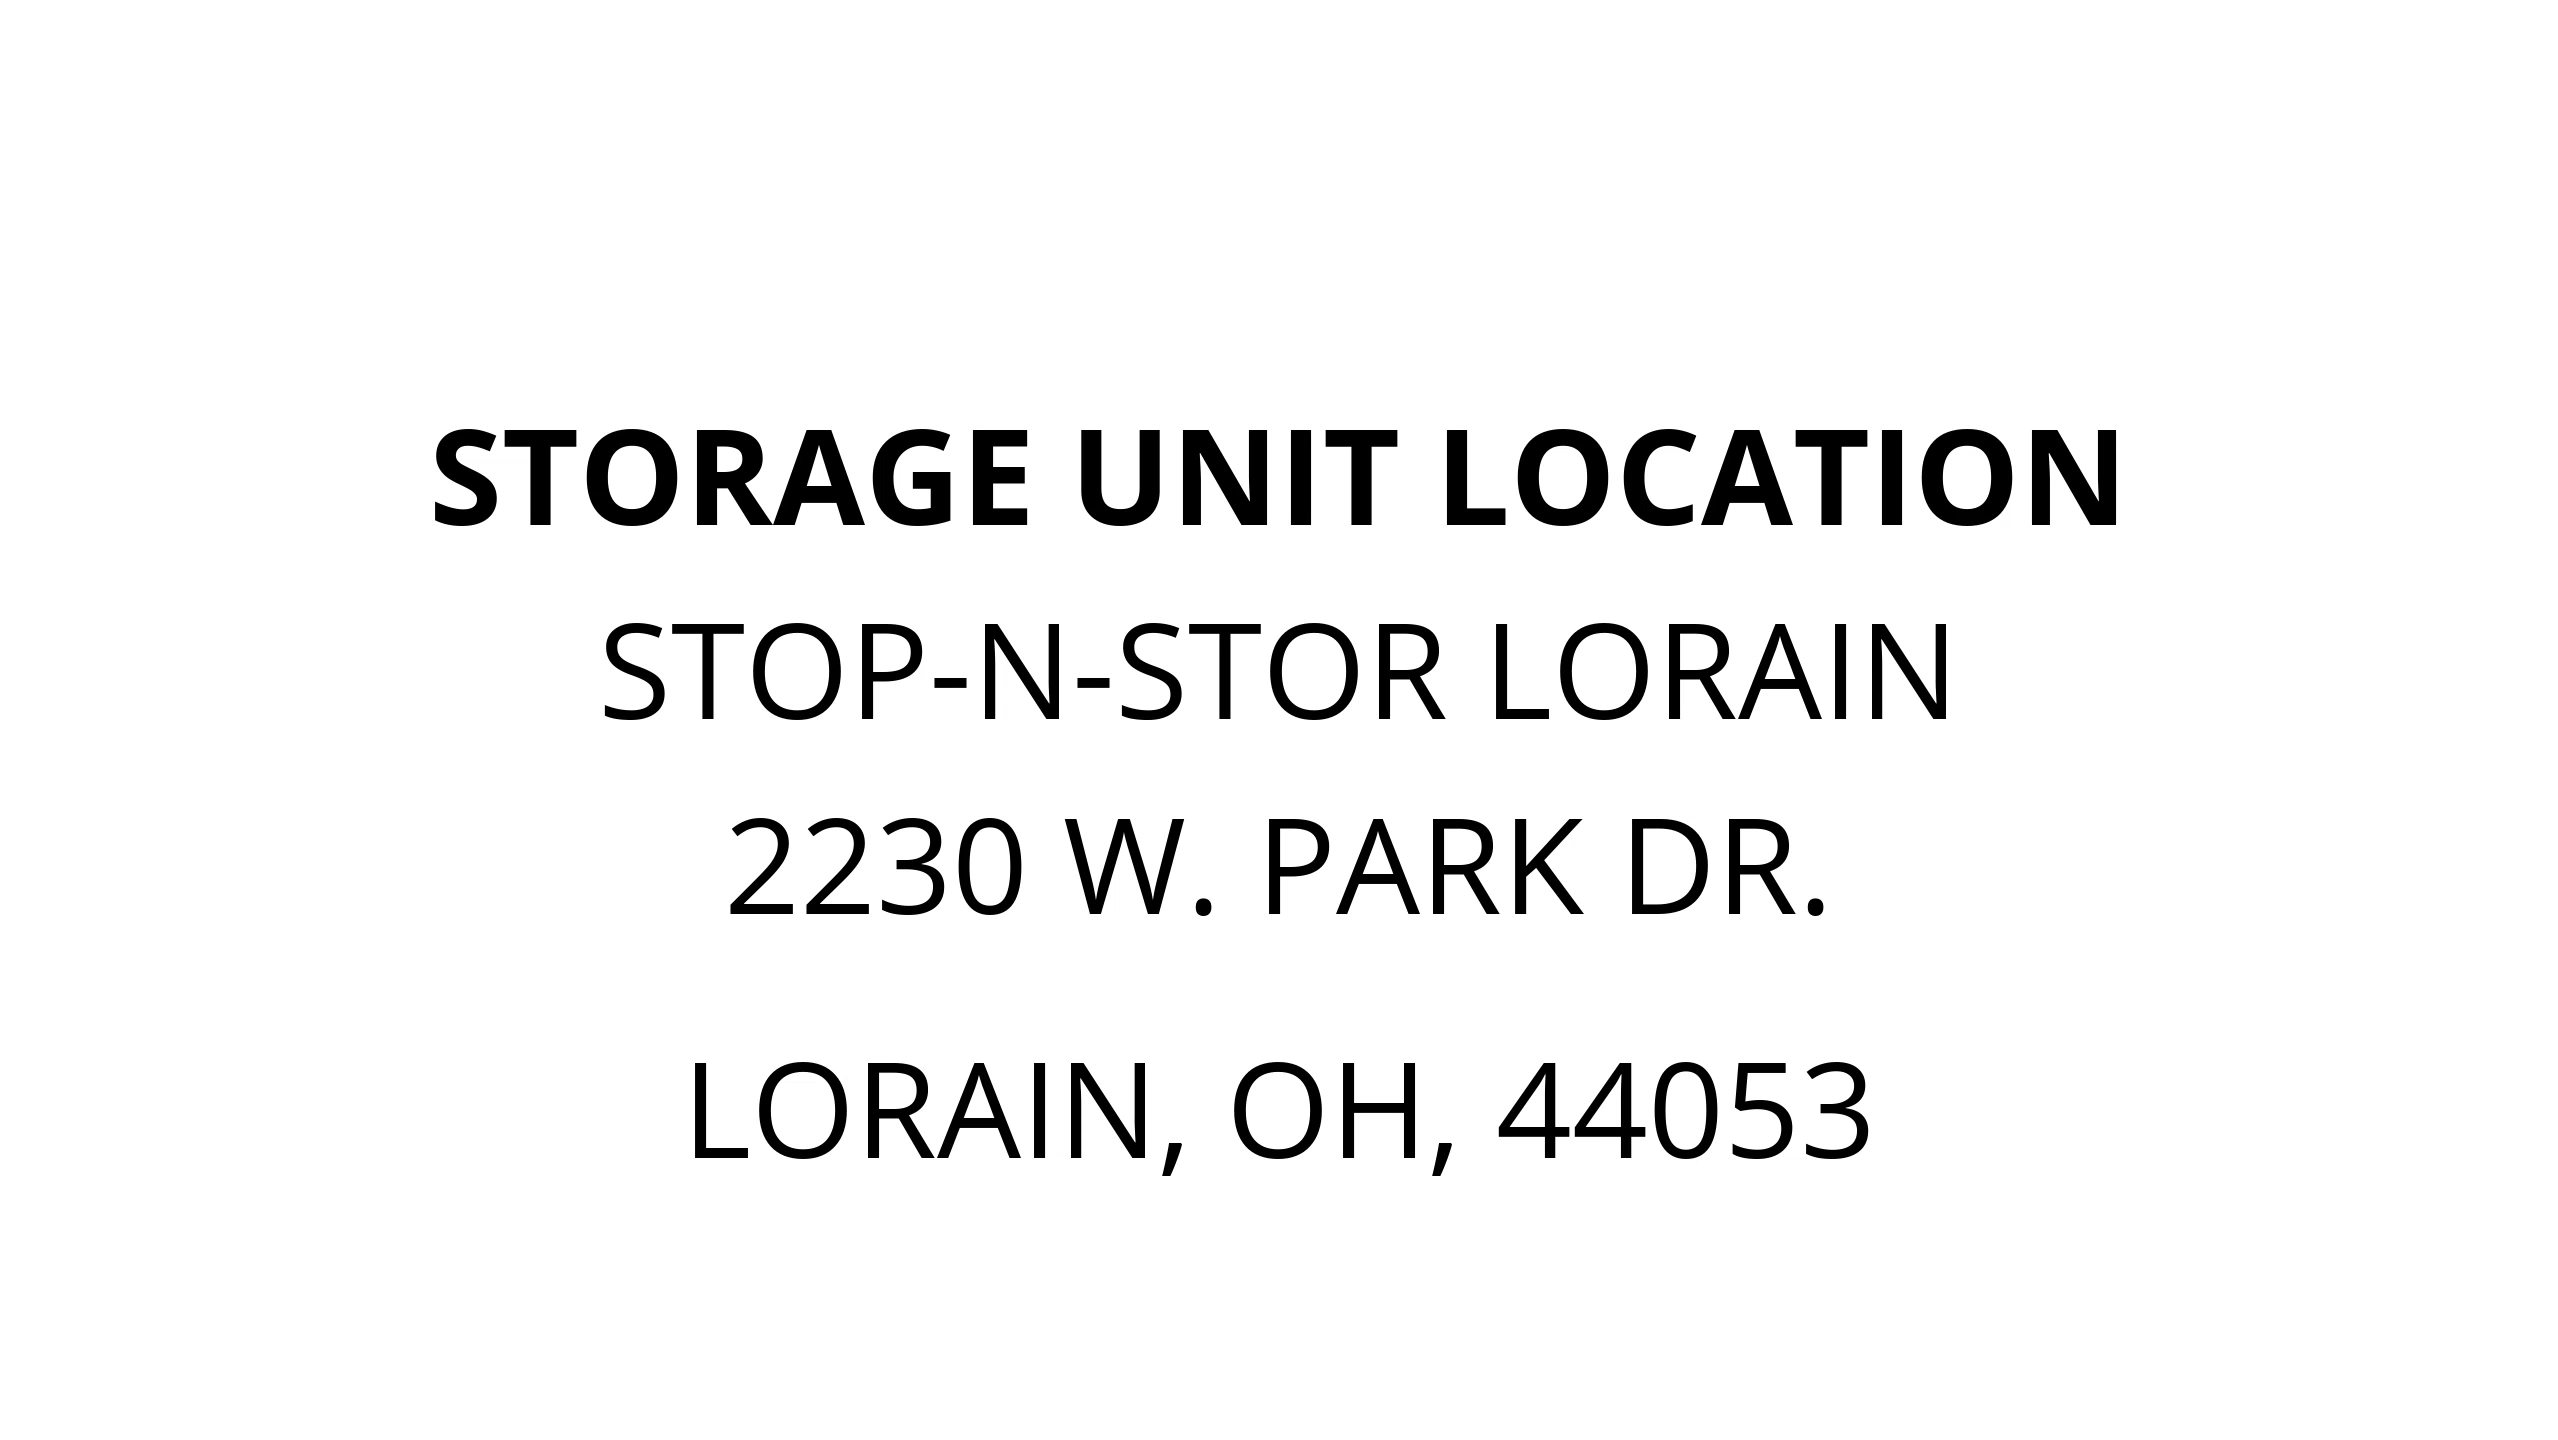 STORAGE UNIT LOCATION
STOP-N-STOR LORAIN
2230 W. PARK DR.
LORAIN, OH, 44053